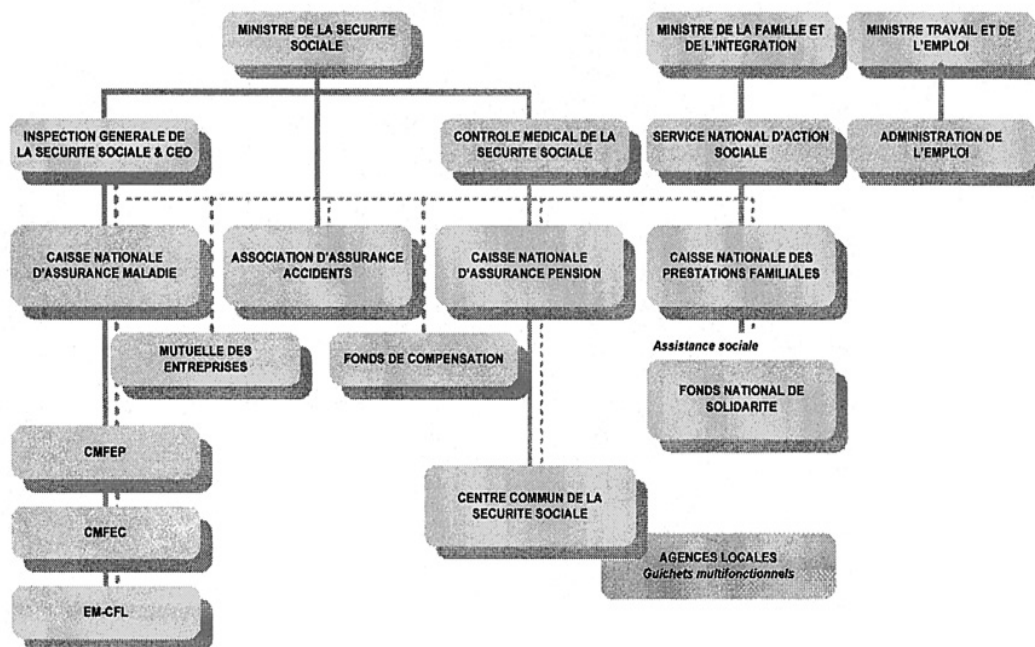 MINISTRE DE LA SECURITE
SOCIALE
MINISTRE DE LA FAMILLE ET
DE L'INTEGRATION
MINISTRE TRAVAIL ET DE
L'EMPLOI
INSPECTION GENERALE DE
LA SECURITE SOCIALE & CEO
CONTROLE MEDICAL DE LA
SECURITE SOCIALE
SERVICE NATIONAL D'ACTION
SOCIALE
ADMINISTRATION DE
L'EMPLOI
CAISSE NATIONALE
D'ASSURANCE MALADIE
ASSOCIATION D'ASSURANCE
ACCIDENTS
CAISSE NATIONALE
D'ASSURANCE PENSION
CAISSE NATIONALE DES
PRESTATIONS FAMILIALES
MUTUELLE DES
ENTREPRISES
FONDS DE COMPENSATION
Assistance sociale
FONDS NATIONAL DE
SOLIDARITE
CMFEP
CENTRE COMMUN DE LA
SECURITE SOCIALE
CMFEC
AGENCES LOCALES
Guichets multifonctionnels
EM-CFL